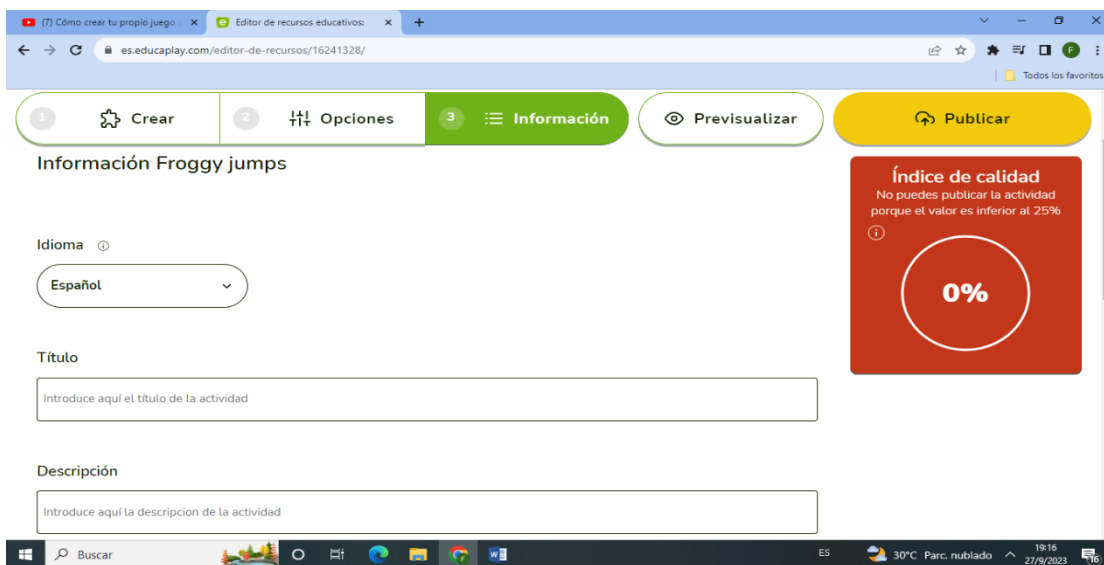 (7) Cómo crear tu propio juego
Editor de recursos educativos:
es.educaplay.com/editor-de-recursos/16241328/
F
Todos los favoritos
1 Crear
2 Opciones
3 Información
Previsualizar
Publicar
Información Froggy jumps
Índice de calidad
No puedes publicar la actividad
porque el valor es inferior al 25%
0%
Idioma
Español
Título
Introduce aquí el título de la actividad
Descripción
Introduce aquí la descripcion de la actividad
Buscar
ES
30°C Parc. nublado
19:16
27/9/2023
16